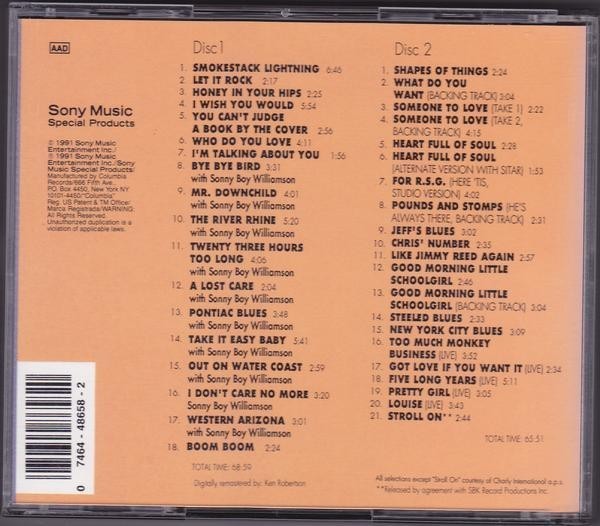 AAD
Sony Music
Special Products
℗ 1991 Sony Music
Entertainment Inc./
© 1991 Sony Music
Entertainment Inc./Sony
Music Special Products/
Manufactured by Columbia
Records/666 Fifth Ave.
PO Box 4450, New York NY
10101-4450/"Columbia"
Reg. US Patent & TM Office/
Marca Registrada/WARNING:
All Rights Reserved.
Unauthorized duplication is a
violation of applicable laws.
0 7464-48658-2
Disc 1
1. SMOKESTACK LIGHTNING 6:46
2. LET IT ROCK 2:17
3. HONEY IN YOUR HIPS 2:25
4. I WISH YOU WOULD 5:54
5. YOU CAN'T JUDGE
A BOOK BY THE COVER 2:56
6. WHO DO YOU LOVE 4:11
7. I'M TALKING ABOUT YOU 1:56
8. BYE BYE BIRD 3:31
with Sonny Boy Williamson
9. MR. DOWNCHILD 4:01
with Sonny Boy Williamson
10. THE RIVER RHINE 5:20
with Sonny Boy Williamson
11. TWENTY THREE HOURS
TOO LONG 4:06
with Sonny Boy Williamson
12. A LOST CARE 2:04
with Sonny Boy Williamson
13. PONTIAC BLUES 3:48
with Sonny Boy Williamson
14. TAKE IT EASY BABY 5:41
with Sonny Boy Williamson
15. OUT ON WATER COAST 2:59
with Sonny Boy Williamson
16. I DON'T CARE NO MORE 3:20
Sonny Boy Williamson
17. WESTERN ARIZONA 3:01
with Sonny Boy Williamson
18. BOOM BOOM 2:24
TOTAL TIME: 68:59
Digitally remastered by: Ken Robertson
Disc 2
1. SHAPES OF THINGS 2:24
2. WHAT DO YOU
WANT (BACKING TRACK) 3:04
3. SOMEONE TO LOVE (TAKE 1) 2:22
4. SOMEONE TO LOVE (TAKE 2,
BACKING TRACK) 4:15
5. HEART FULL OF SOUL 2:28
6. HEART FULL OF SOUL
(ALTERNATE VERSION WITH SITAR) 1:53
7. FOR R.S.G. (HERE 'TIS,
STUDIO VERSION) 4:02
8. POUNDS AND STOMPS (HE'S
ALWAYS THERE, BACKING TRACK) 2:31
9. JEFF'S BLUES 3:02
10. CHRIS' NUMBER 2:35
11. LIKE JIMMY REED AGAIN 2:57
12. GOOD MORNING LITTLE
SCHOOLGIRL 2:46
13. GOOD MORNING LITTLE
SCHOOLGIRL (BACKING TRACK) 3:04
14. STEELED BLUES 2:33
15. NEW YORK CITY BLUES 3:09
16. TOO MUCH MONKEY
BUSINESS (LIVE) 3:52
17. GOT LOVE IF YOU WANT IT (LIVE) 2:34
18. FIVE LONG YEARS (LIVE) 5:11
19. PRETTY GIRL (LIVE) 3:05
20. LOUISE (LIVE) 3:43
21. STROLL ON** 2:44
TOTAL TIME: 65:51
All selections except "Stroll On" courtesy of Charly International a.p.s.
**Released by agreement with SBK Record Productions Inc.